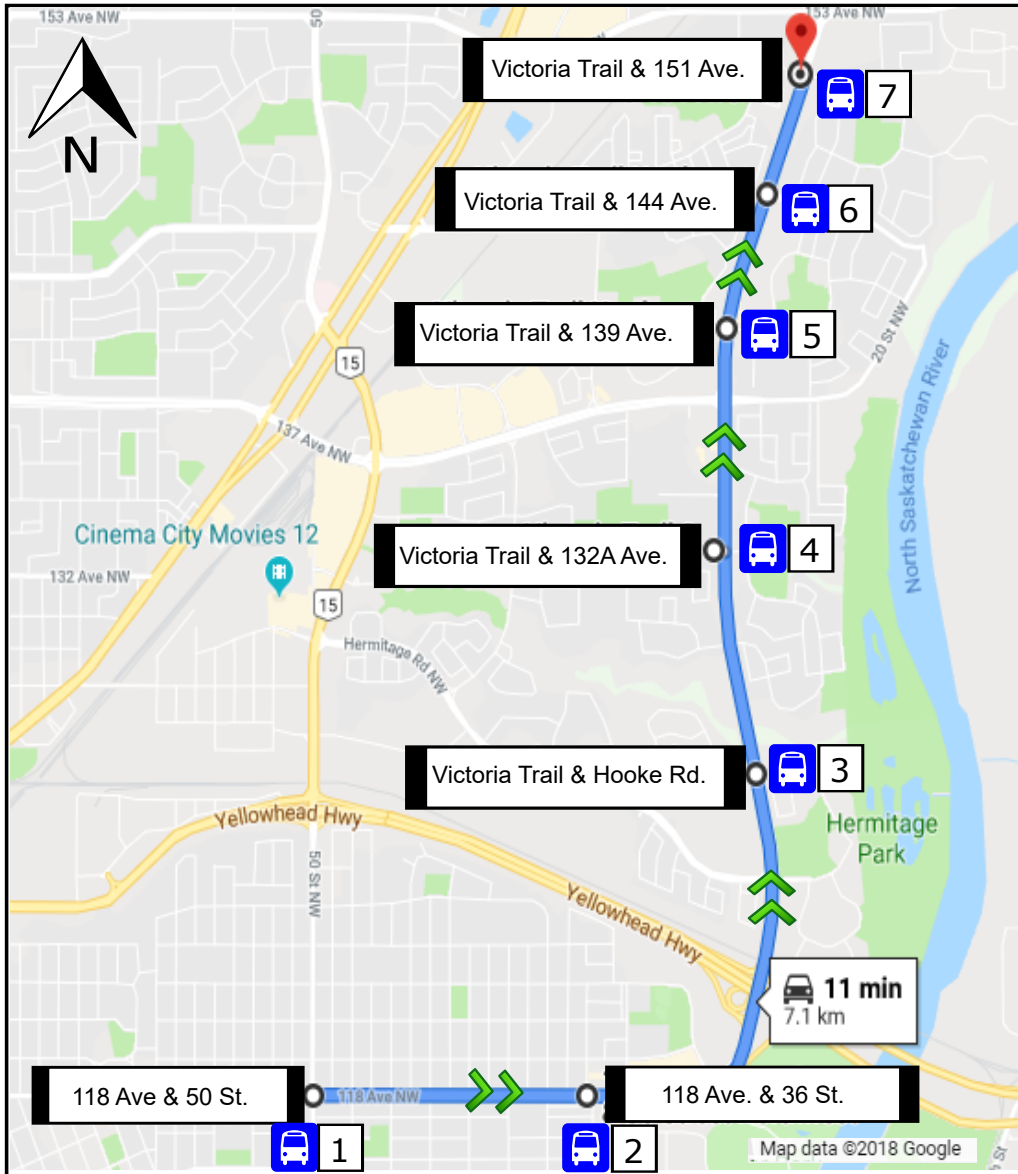 153 Ave NW
50
153 Ave NW
N
Victoria Trail & 151 Ave.
7
Victoria Trail & 144 Ave.
6
Victoria Trail & 139 Ave.
5
20 St NW
15
North Saskatchewan River
137 Ave NW
Cinema City Movies 12
Victoria Trail & 132A Ave.
4
132 Ave NW
15
Hermitage Rd NW
Victoria Trail & Hooke Rd.
3
Yellowhead Hwy
Hermitage
Park
50 St NW
Yellowhead Hwy
11 min
7.1 km
118 Ave & 50 St.
118 Ave NW
118 Ave. & 36 St.
1
2
Map data ©2018 Google
St